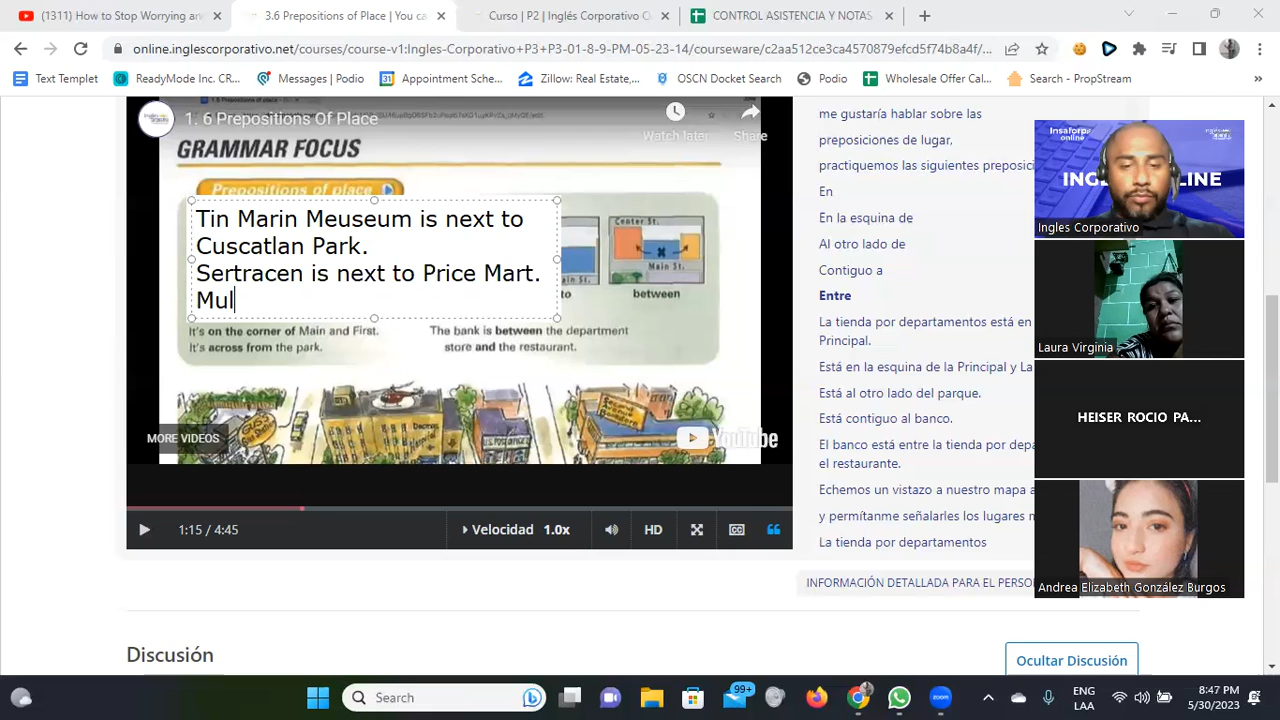 (1311) How to Stop Worrying and
3.6 Prepositions of Place | You ca
Curso | P2 | Inglés Corporativo O
CONTROL ASISTENCIA Y NOTAS
online.inglescorporativo.net/courses/course-v1:Ingles-Corporativo+P3+P3-01-8-9-PM-05-23-14/courseware/c2aa512ce3ca4570879efcd5f74b8a4f/...
Text Templet
ReadyMode Inc. CR...
Messages | Podio
Appointment Sche...
Zillow: Real Estate,...
OSCN Docket Search
Podio
Wholesale Offer Cal...
Search - PropStream
1. 6 Prepositions Of Place
Watch later
Share
GRAMMAR FOCUS
Prepositions of place
Tin Marin Meuseum is next to
Cuscatlan Park.
Sertracen is next to Price Mart.
Mul
Center St.
Main St.
to
between
It's on the corner of Main and First.
It's across from the park.
The bank is between the department
store and the restaurant.
MORE VIDEOS
YouTube
1:15 / 4:45
Velocidad 1.0x
HD
me gustaría hablar sobre las
preposiciones de lugar,
practiquemos las siguientes preposici
En
En la esquina de
Al otro lado de
Contiguo a
Entre
La tienda por departamentos está en
Principal.
Está en la esquina de la Principal y La
Está al otro lado del parque.
Está contiguo al banco.
El banco está entre la tienda por depa
el restaurante.
Echemos un vistazo a nuestro mapa a
y permítanme señalarles los lugares m
La tienda por departamentos
INFORMACIÓN DETALLADA PARA EL PERSO
Insaforp
online
INGLES ONLINE
Ingles Corporativo
Laura Virginia
HEISER ROCIO PA...
Andrea Elizabeth González Burgos
Discusión
Ocultar Discusión
Search
99+
ENG
LAA
8:47 PM
5/30/2023